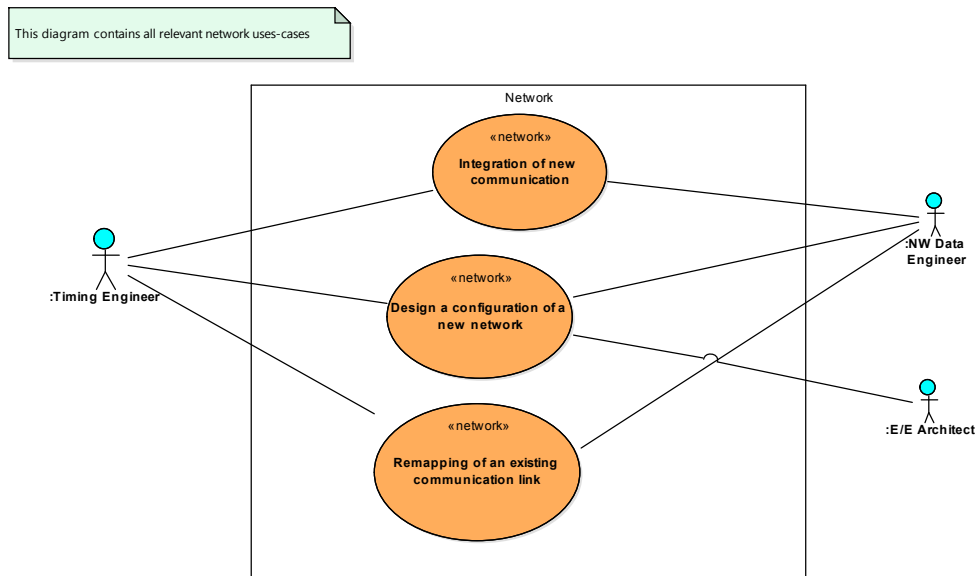 This diagram contains all relevant network uses-cases
Network
«network»
Integration of new
communication
:Timing Engineer
:NW Data
Engineer
«network»
Design a configuration of a
new network
:E/E Architect
«network»
Remapping of an existing
communication link